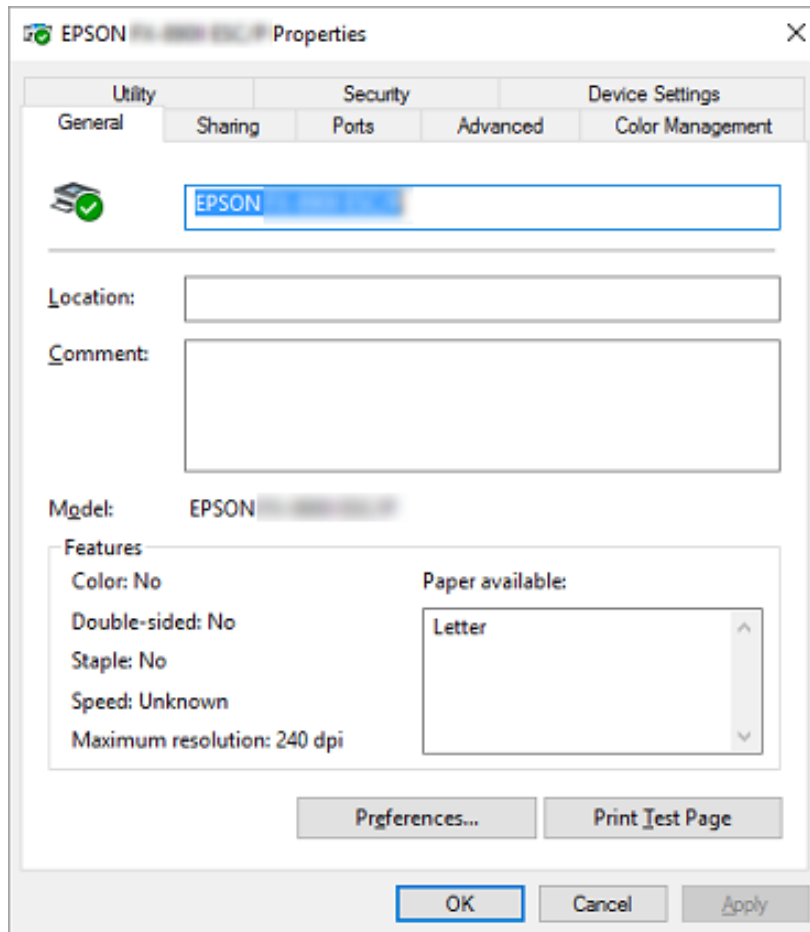 EPSON Properties
Utility Security Device Settings
General Sharing Ports Advanced Color Management
EPSON
Location:
Comment:
Model: EPSON
Features
Color: No
Double-sided: No
Staple: No
Speed: Unknown
Maximum resolution: 240 dpi
Paper available:
Letter
Preferences... Print Test Page
OK Cancel Apply